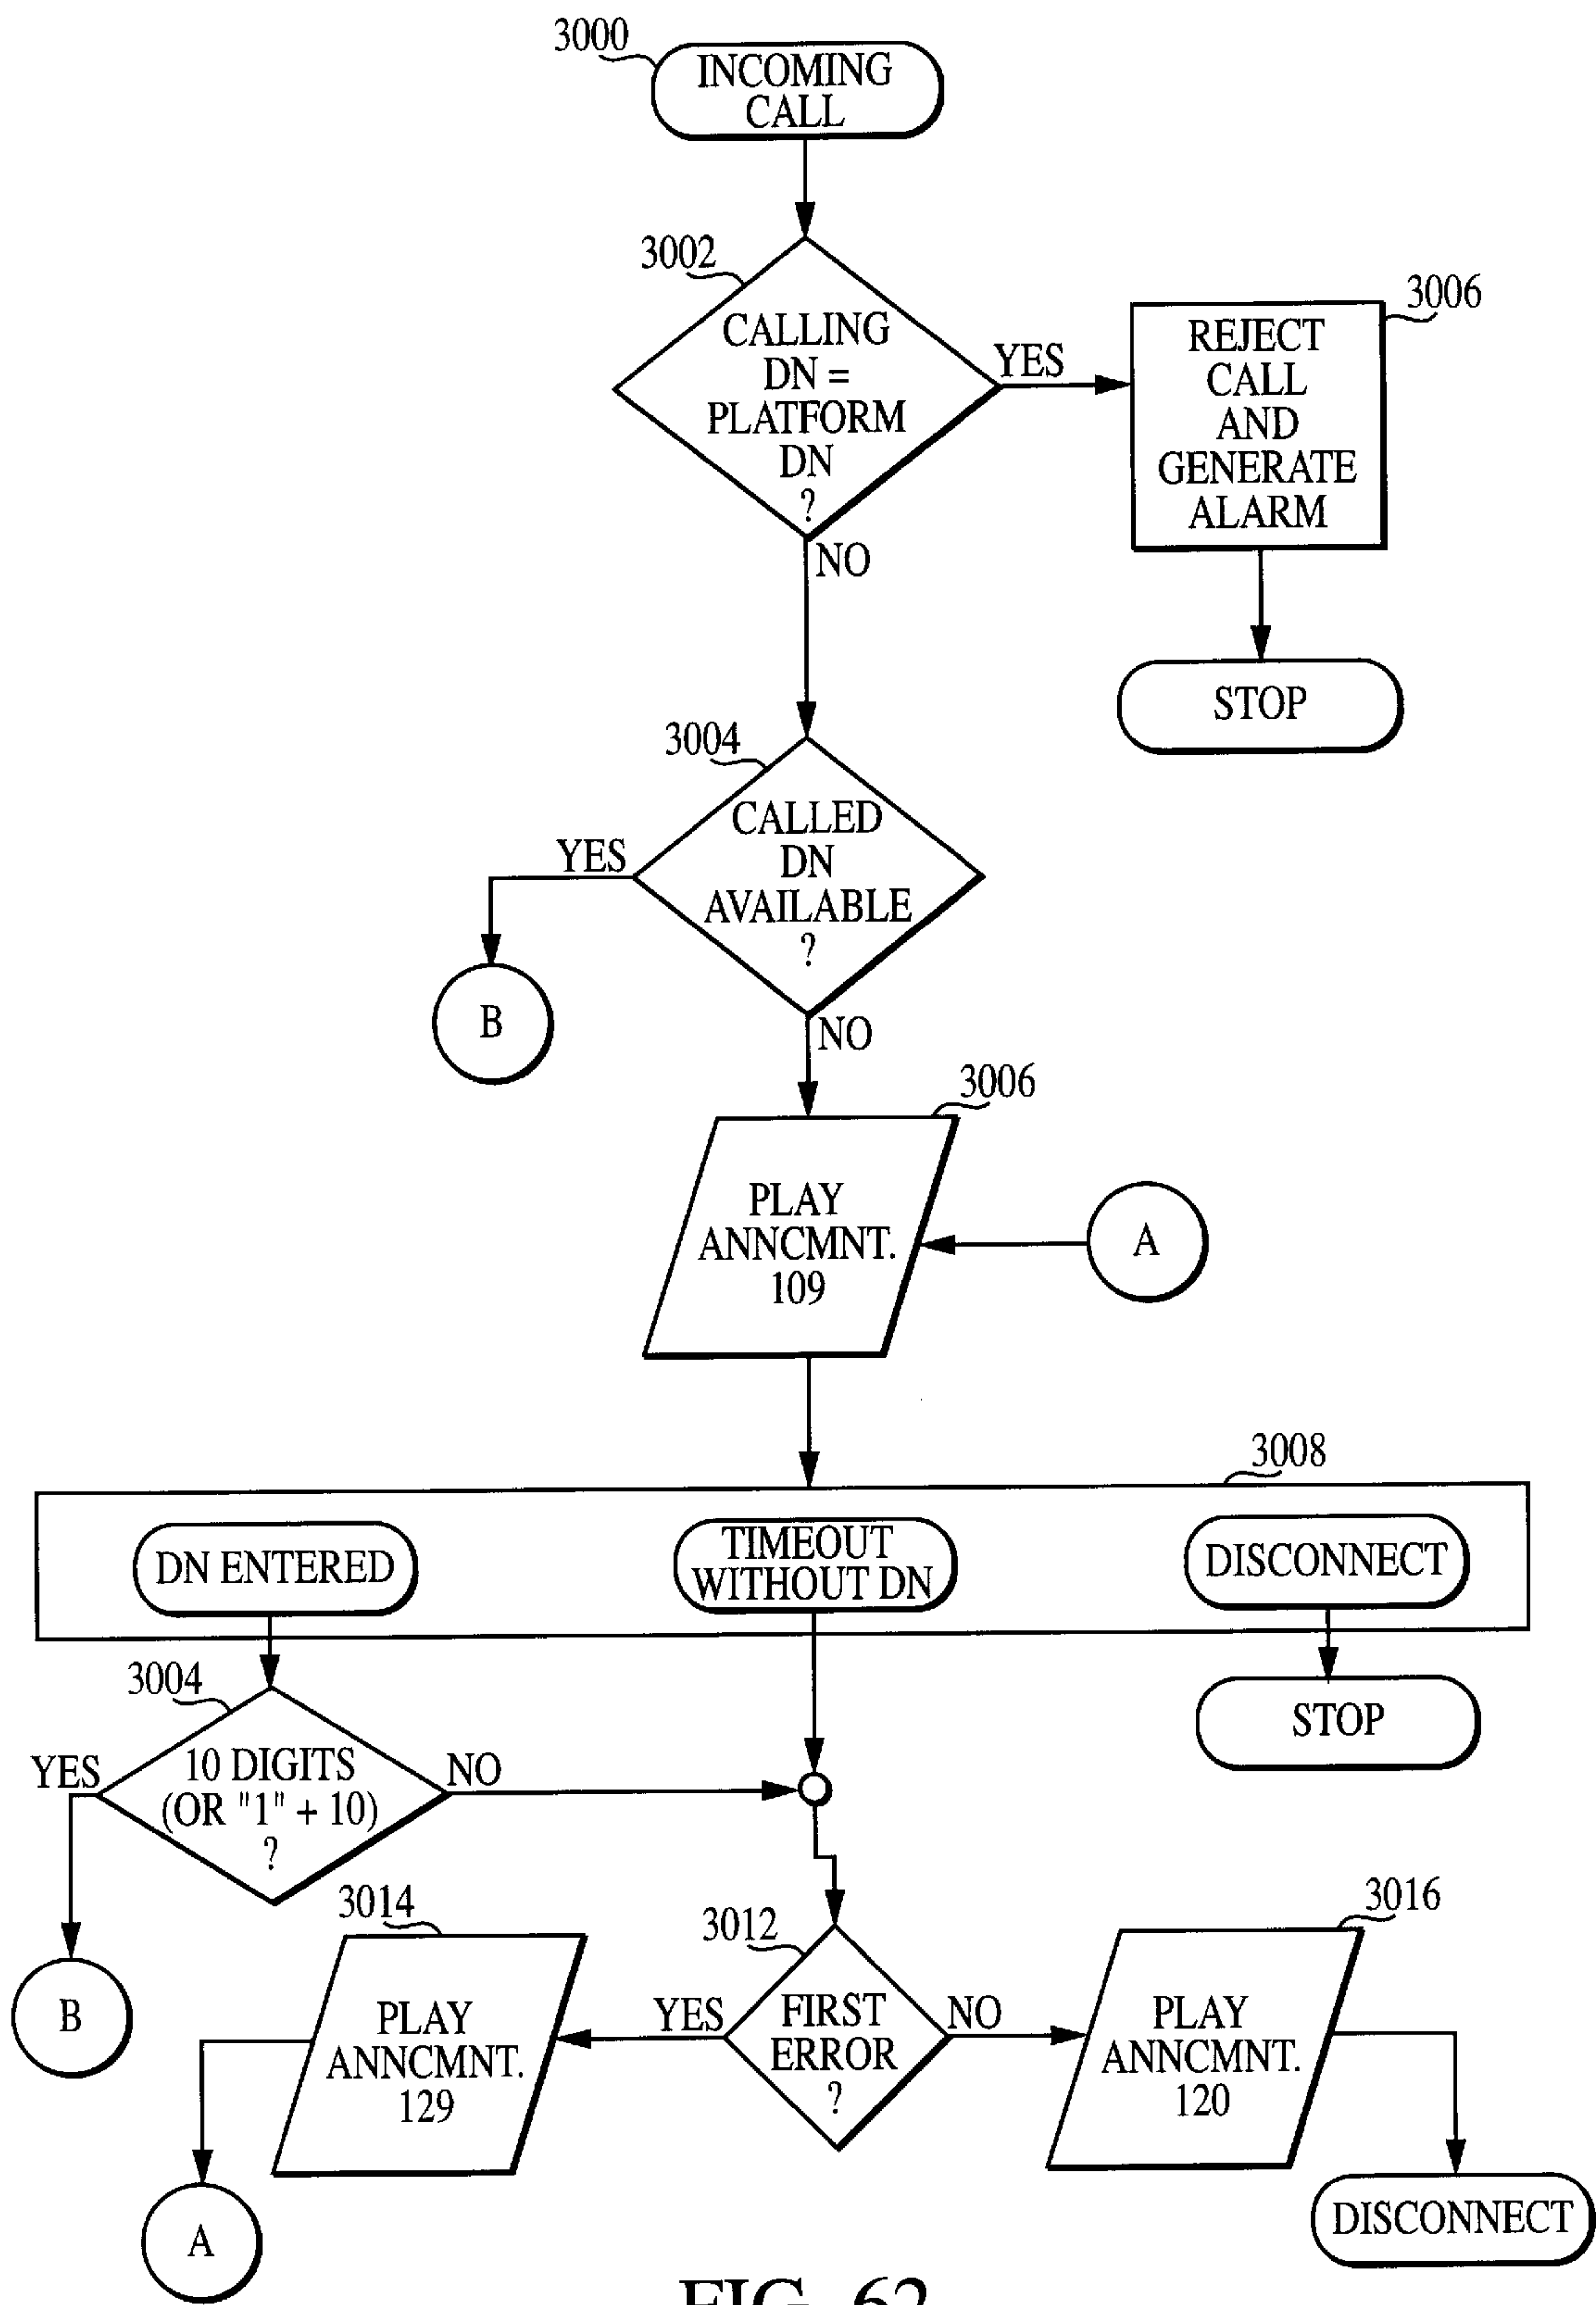 3000
INCOMING
CALL
3002
CALLING
DN =
PLATFORM
DN
?
YES
NO
3006
REJECT
CALL
AND
GENERATE
ALARM
STOP
3004
CALLED
DN
AVAILABLE
?
YES
NO
B
3006
PLAY
ANNCMNT.
109
A
3008
DN ENTERED
TIMEOUT
WITHOUT DN
DISCONNECT
STOP
3004
10 DIGITS
(OR "1" + 10)
?
YES
NO
B
3012
FIRST
ERROR
?
YES
NO
3014
PLAY
ANNCMNT.
129
A
3016
PLAY
ANNCMNT.
120
DISCONNECT
FIG. 62